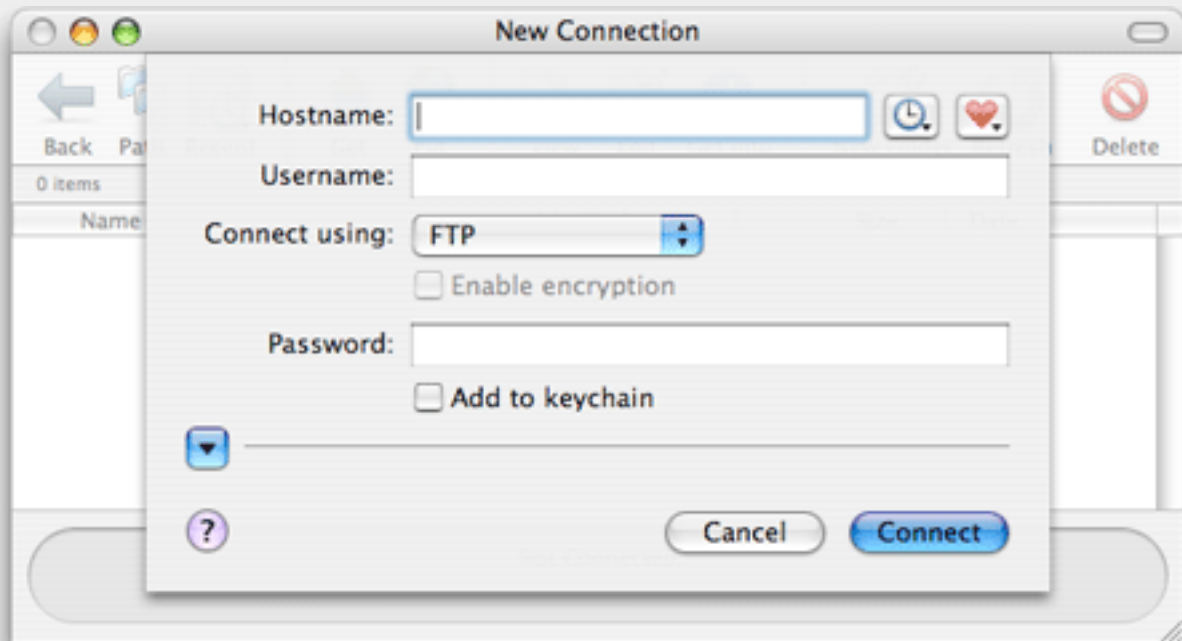 New Connection
Back
Delete
0 items
Name
Hostname:
Username:
Connect using: FTP
Enable encryption
Password:
Add to keychain
?
Cancel Connect